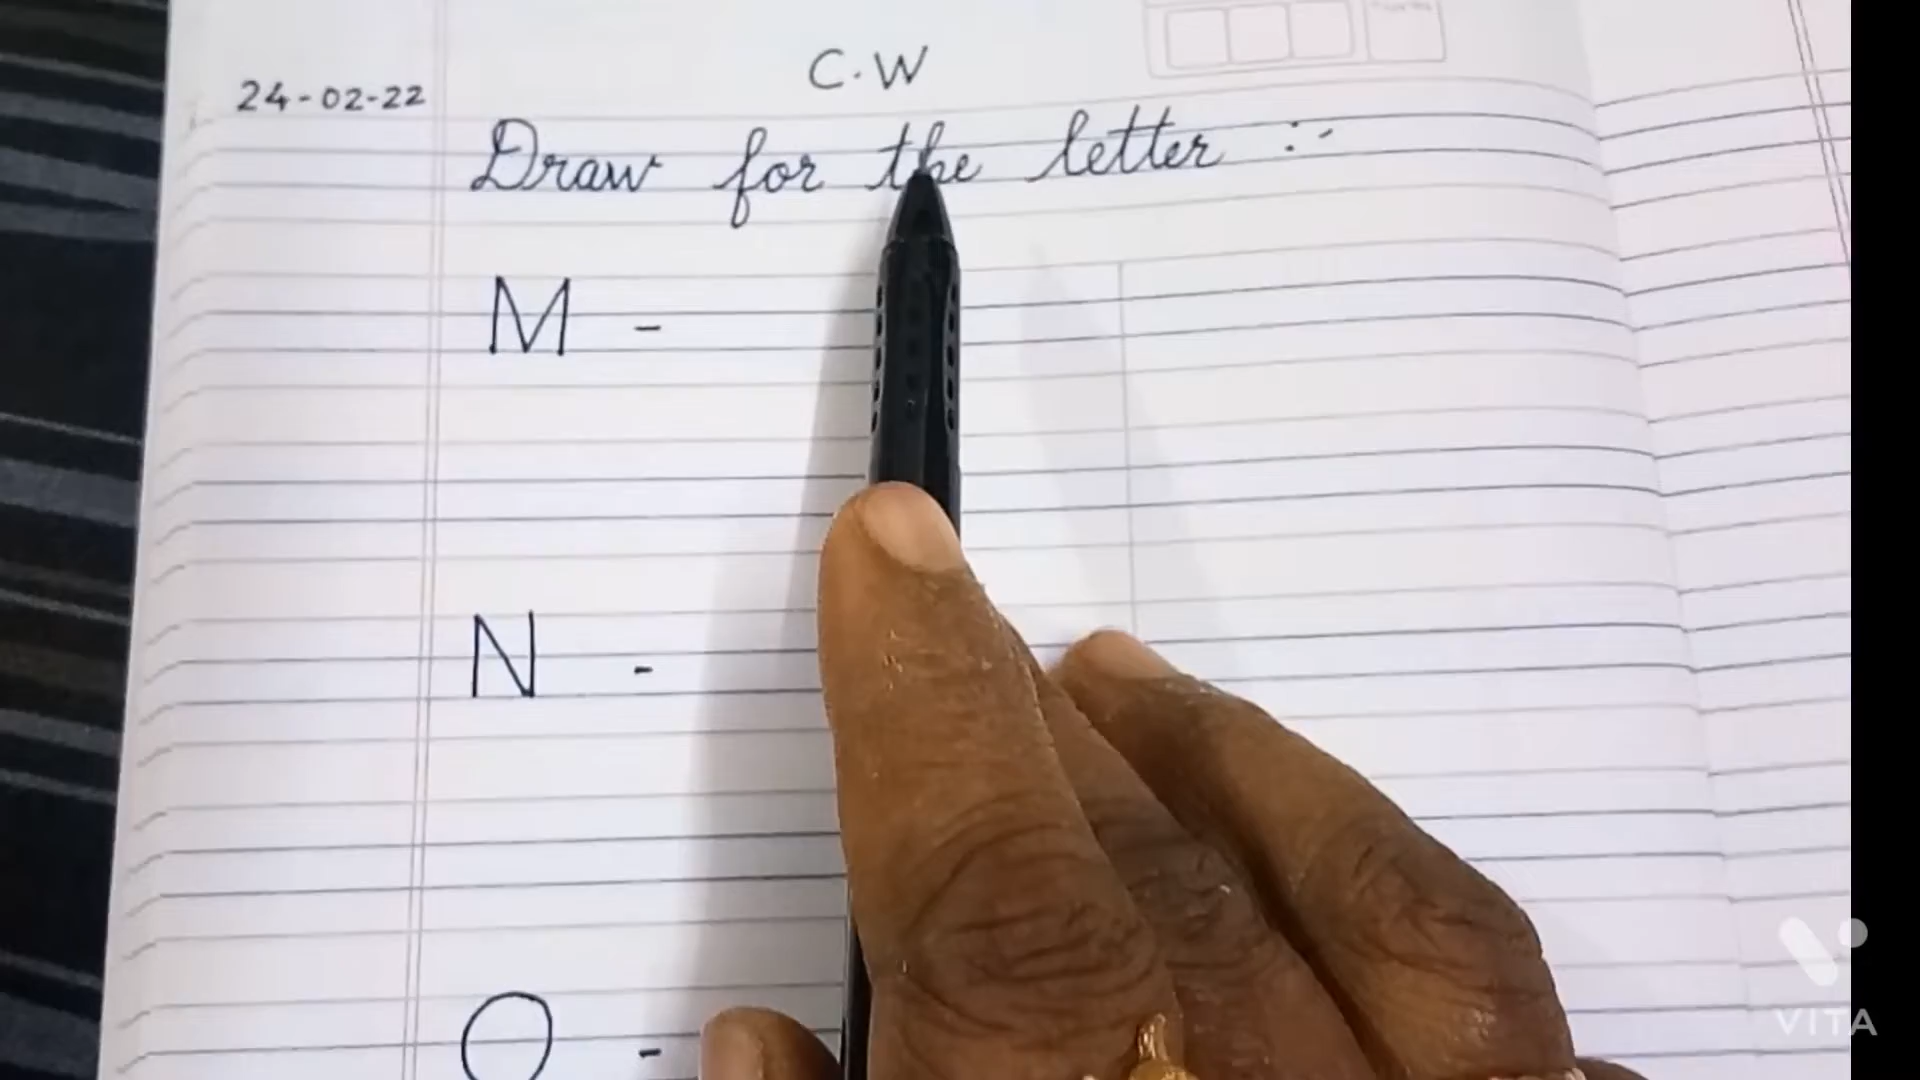 C.W
24-02-22
Draw for the letter :-
M -
N -
O -
VITA